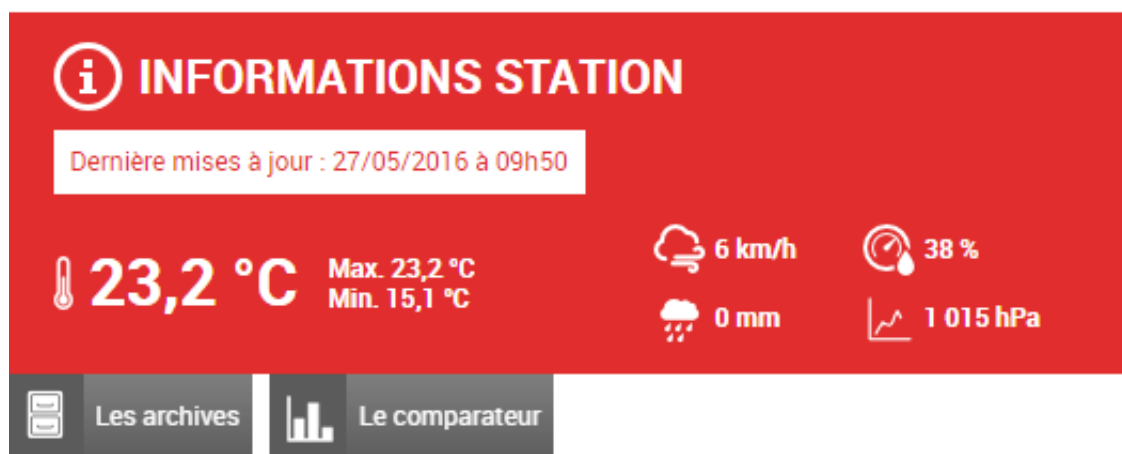 INFORMATIONS STATION
Dernière mises à jour : 27/05/2016 à 09h50
23,2 °C
Max. 23,2 °C
Min. 15,1 °C
6 km/h
38 %
0 mm
1 015 hPa
Les archives
Le comparateur